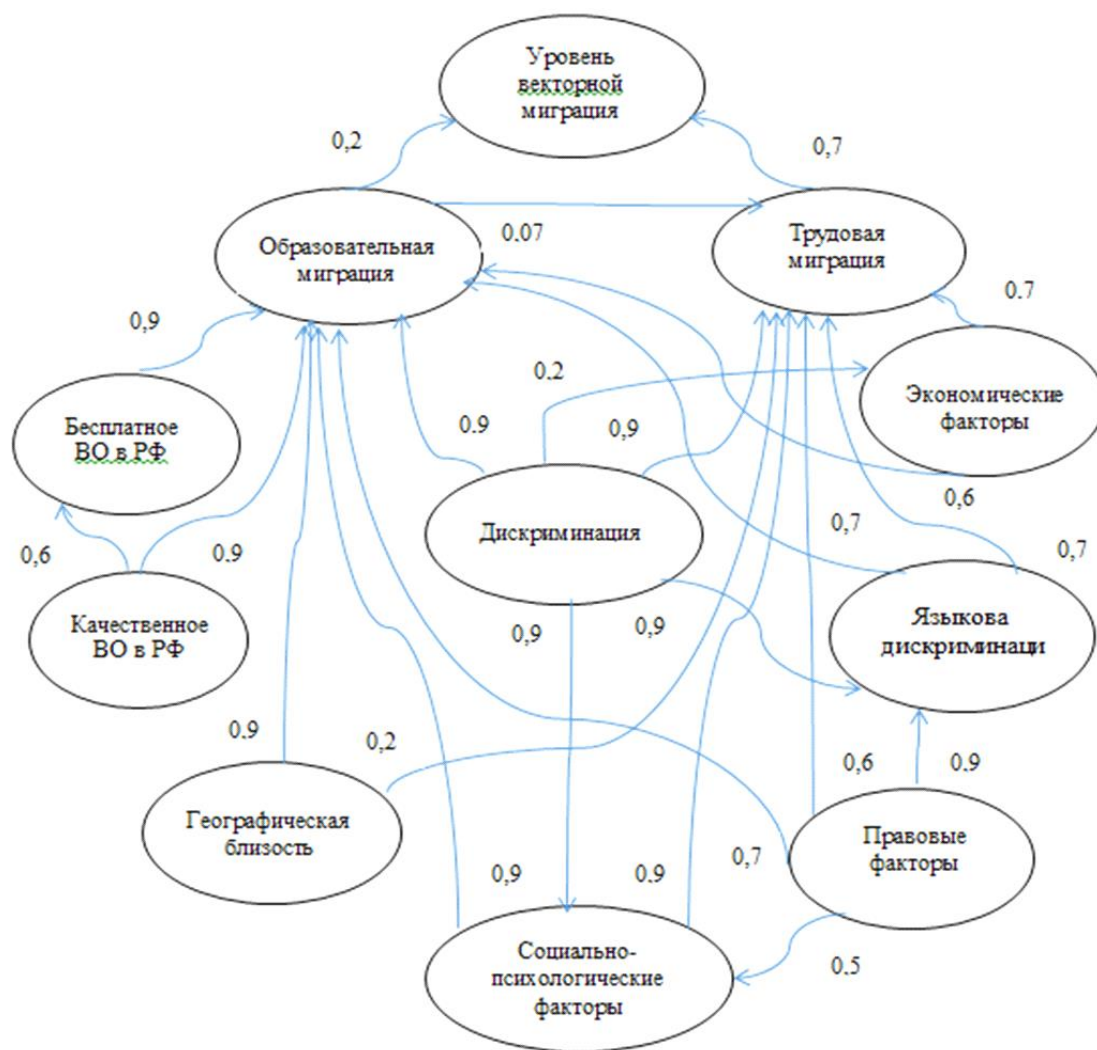 Уровень
векторной
миграция
0,2
0,7
Образовательная
миграция
0.07
Трудовая
миграция
0,9
0.7
Бесплатное
ВО в РФ
0.9
0.2
0,9
Экономические
факторы
0,6
0.9
Дискриминация
0,7
0,6
0,7
Качественное
ВО в РФ
0,9
0,9
Языкова
дискриминаци
0.9
0,2
0,6
0.9
Географическая
близость
0,9
0.9
0,7
Правовые
факторы
Социально-
психологические
факторы
0.5